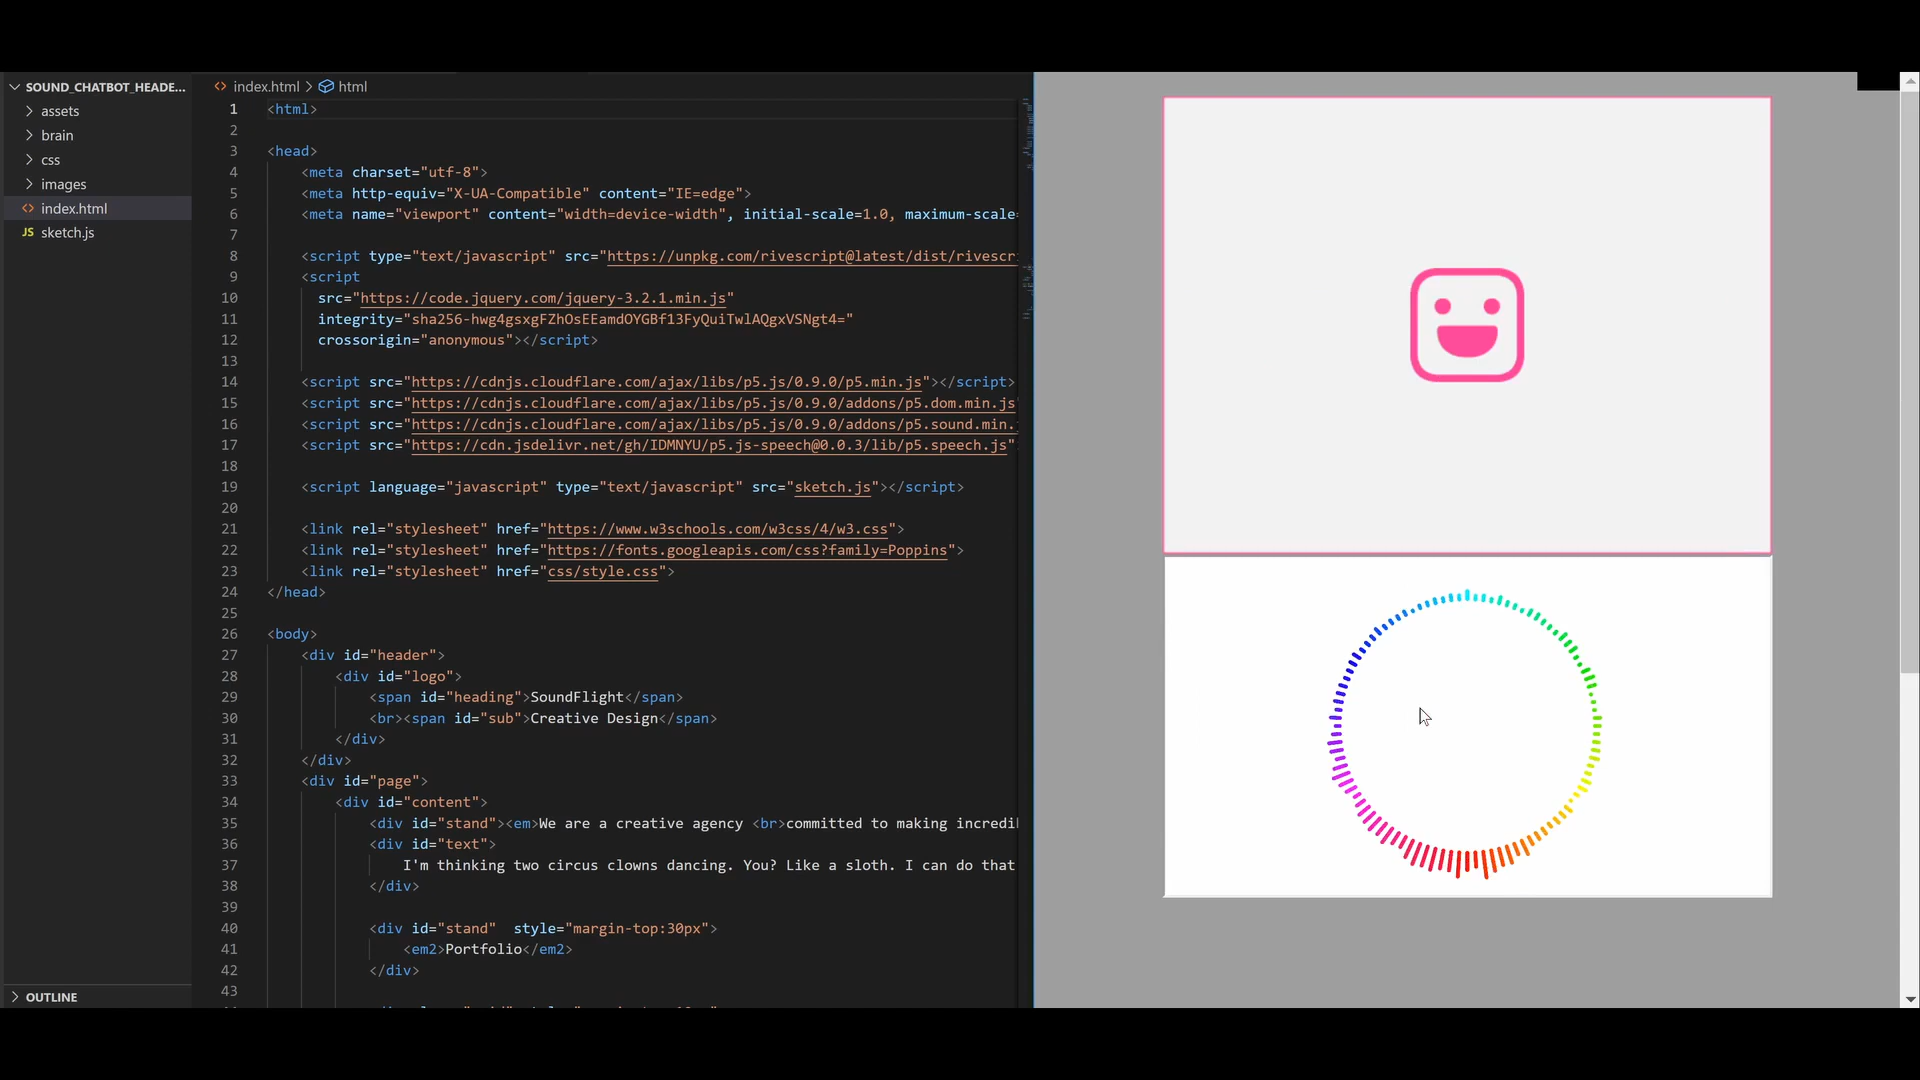 SOUND_CHATBOT_HEADE...
assets
brain
css
images
index.html
JS sketch.js
OUTLINE
index.html > html
1 <html>
2
3 <head>
4 <meta charset="utf-8">
5 <meta http-equiv="X-UA-Compatible" content="IE=edge">
6 <meta name="viewport" content="width=device-width", initial-scale=1.0, maximum-scale=
7
8 <script type="text/javascript" src="https://unpkg.com/rivescript@latest/dist/rivescr
9 <script
10 src="https://code.jquery.com/jquery-3.2.1.min.js"
11 integrity="sha256-hwg4gsxgFZhOsEEamdOYGBf13FyQuiTwlAQgxVSNgt4="
12 crossorigin="anonymous"></script>
13
14 <script src="https://cdnjs.cloudflare.com/ajax/libs/p5.js/0.9.0/p5.min.js"></script>
15 <script src="https://cdnjs.cloudflare.com/ajax/libs/p5.js/0.9.0/addons/p5.dom.min.js
16 <script src="https://cdnjs.cloudflare.com/ajax/libs/p5.js/0.9.0/addons/p5.sound.min.
17 <script src="https://cdn.jsdelivr.net/gh/IDMNYU/p5.js-speech@0.0.3/lib/p5.speech.js"
18
19 <script language="javascript" type="text/javascript" src="sketch.js"></script>
20
21 <link rel="stylesheet" href="https://www.w3schools.com/w3css/4/w3.css">
22 <link rel="stylesheet" href="https://fonts.googleapis.com/css?family=Poppins">
23 <link rel="stylesheet" href="css/style.css">
24 </head>
25
26 <body>
27 <div id="header">
28 <div id="logo">
29 <span id="heading">SoundFlight</span>
30 <br><span id="sub">Creative Design</span>
31 </div>
32 </div>
33 <div id="page">
34 <div id="content">
35 <div id="stand"><em>We are a creative agency <br>committed to making incredi
36 <div id="text">
37 I'm thinking two circus clowns dancing. You? Like a sloth. I can do that
38 </div>
39
40 <div id="stand"  style="margin-top:30px">
41 <em2>Portfolio</em2>
42 </div>
43